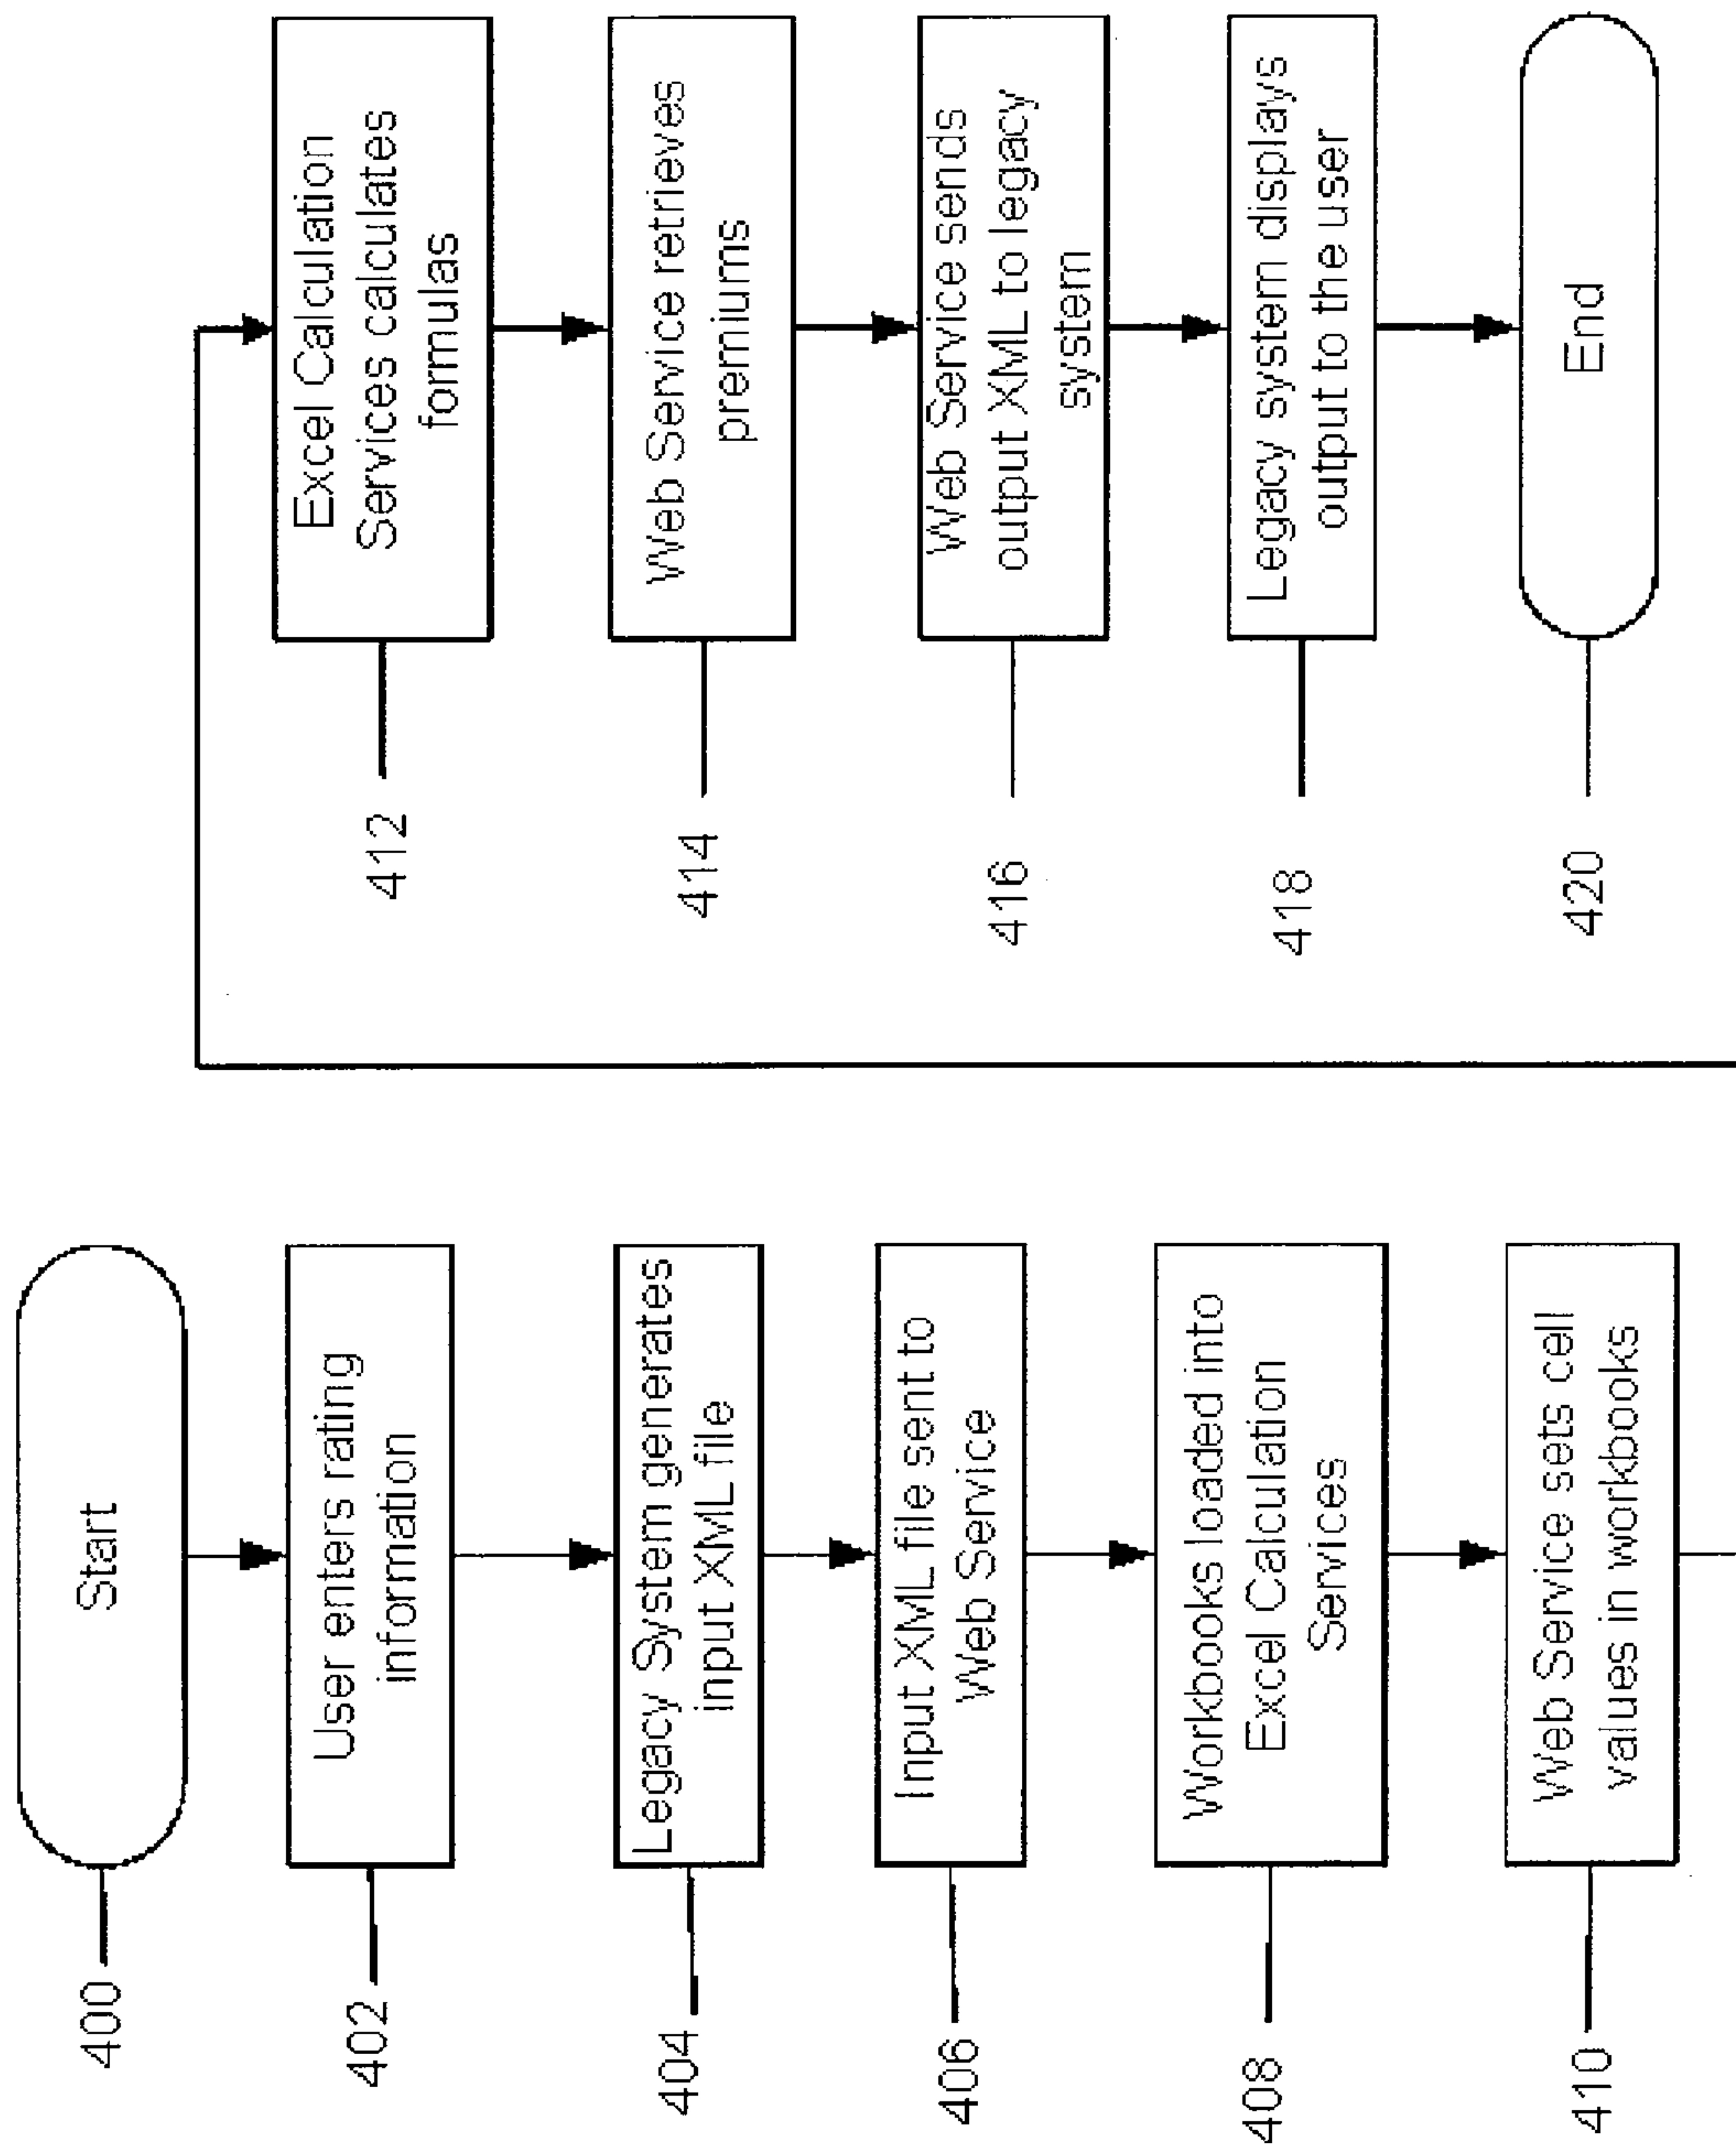 400
Start
402
User enters rating
information
404
Legacy System generates
input XML file
406
Input XML file sent to
Web Service
408
Workbooks loaded into
Excel Calculation
Services
410
Web Service sets cell
values in workbooks
412
Excel Calculation
Services calculates
formulas
414
Web Service retrieves
premiums
416
Web Service sends
output XML to legacy
system
418
Legacy system displays
output to the user
420
End